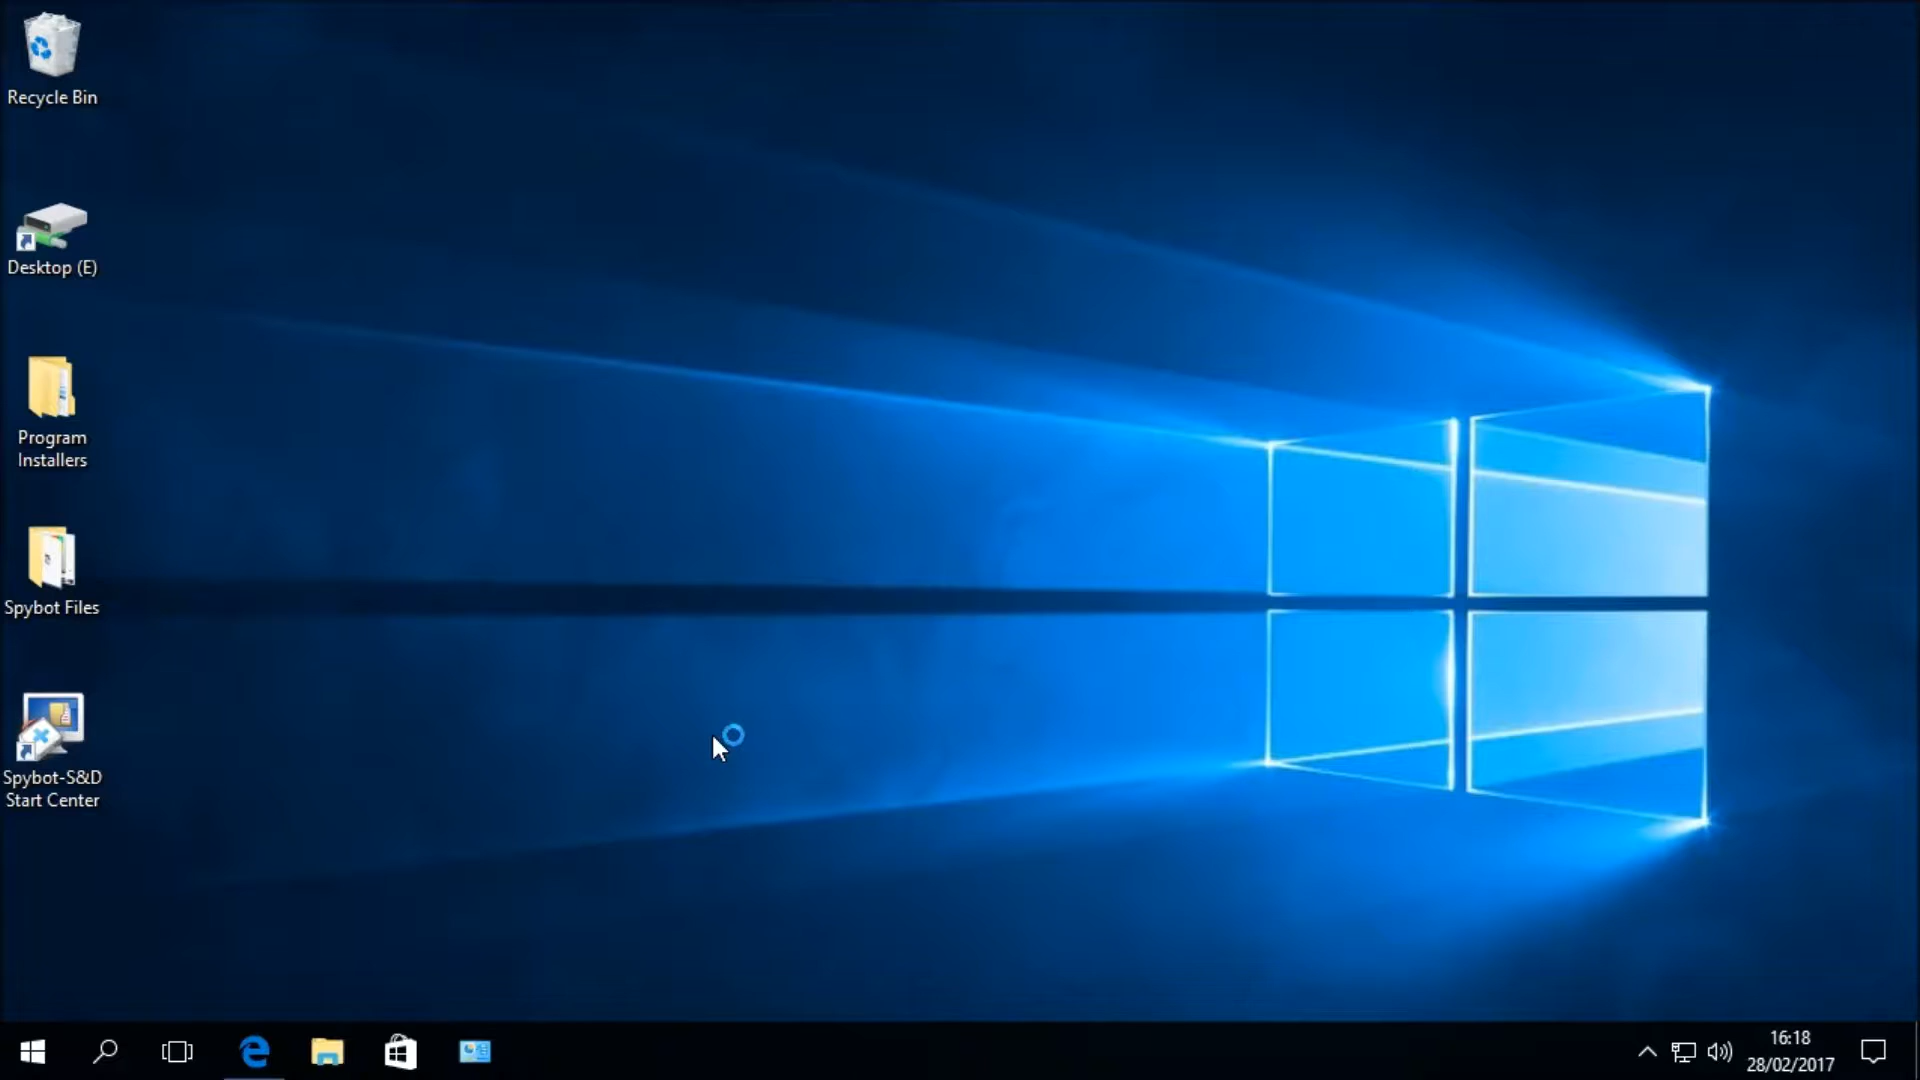 Recycle Bin
Desktop (E)
Program
Installers
Spybot Files
Spybot-S&D
Start Center
16:18
28/02/2017